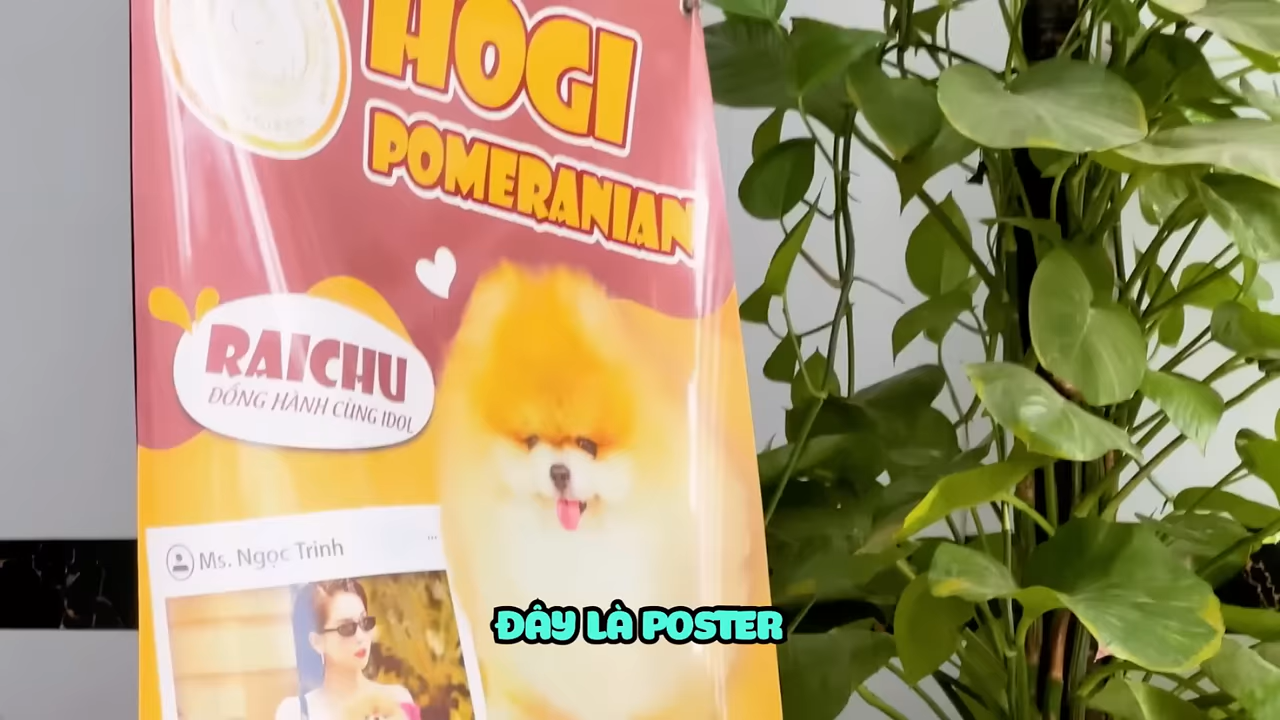 HOGI
POMERANIAN
RAICHU
ĐỒNG HÀNH CÙNG IDOL
Ms. Ngọc Trinh
ĐÂY LÀ POSTER